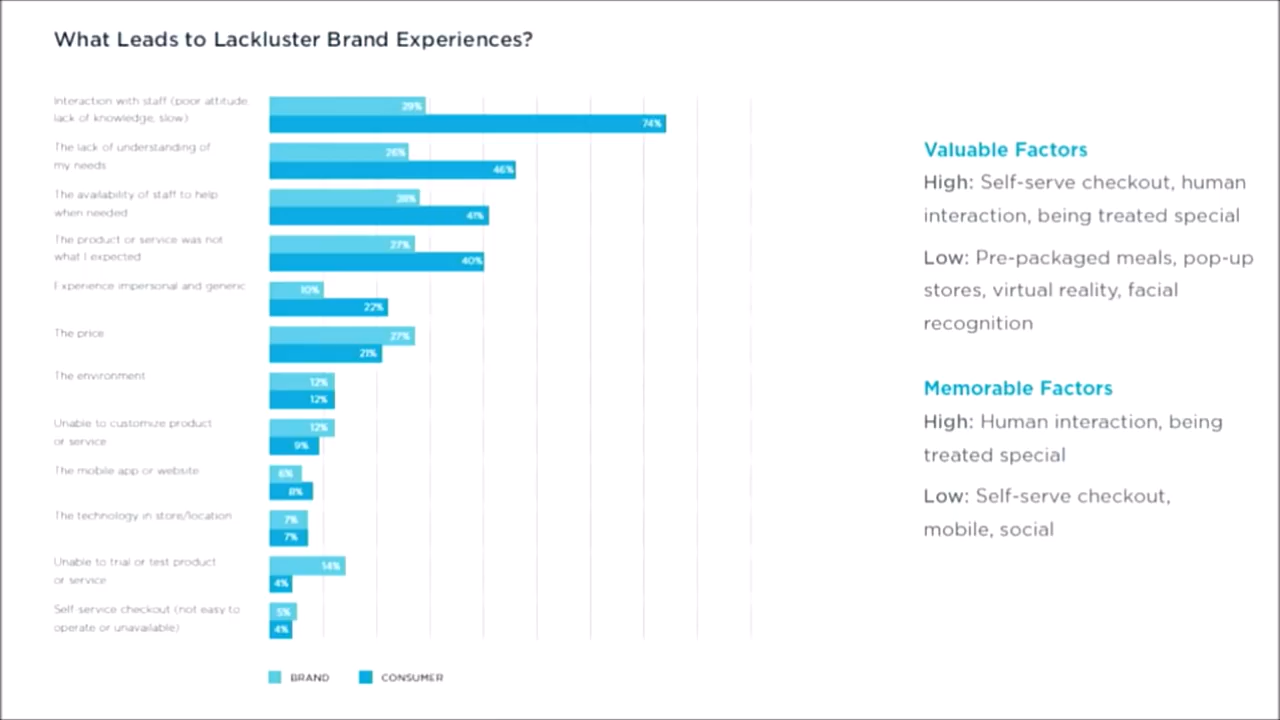 What Leads to Lackluster Brand Experiences?
Interaction with staff (poor attitude,
lack of knowledge, slow)
29%
74%
The lack of understanding of
my needs
26%
46%
The availability of staff to help
when needed
28%
41%
The product or service was not
what I expected
27%
40%
Experience impersonal and generic
10%
22%
The price
27%
21%
The environment
12%
12%
Unable to customize product
or service
12%
9%
The mobile app or website
6%
8%
The technology in store/location
7%
7%
Unable to trial or test product
or service
14%
4%
Self-service checkout (not easy to
operate or unavailable)
5%
4%
BRAND
CONSUMER
Valuable Factors
High: Self-serve checkout, human
interaction, being treated special
Low: Pre-packaged meals, pop-up
stores, virtual reality, facial
recognition
Memorable Factors
High: Human interaction, being
treated special
Low: Self-serve checkout,
mobile, social